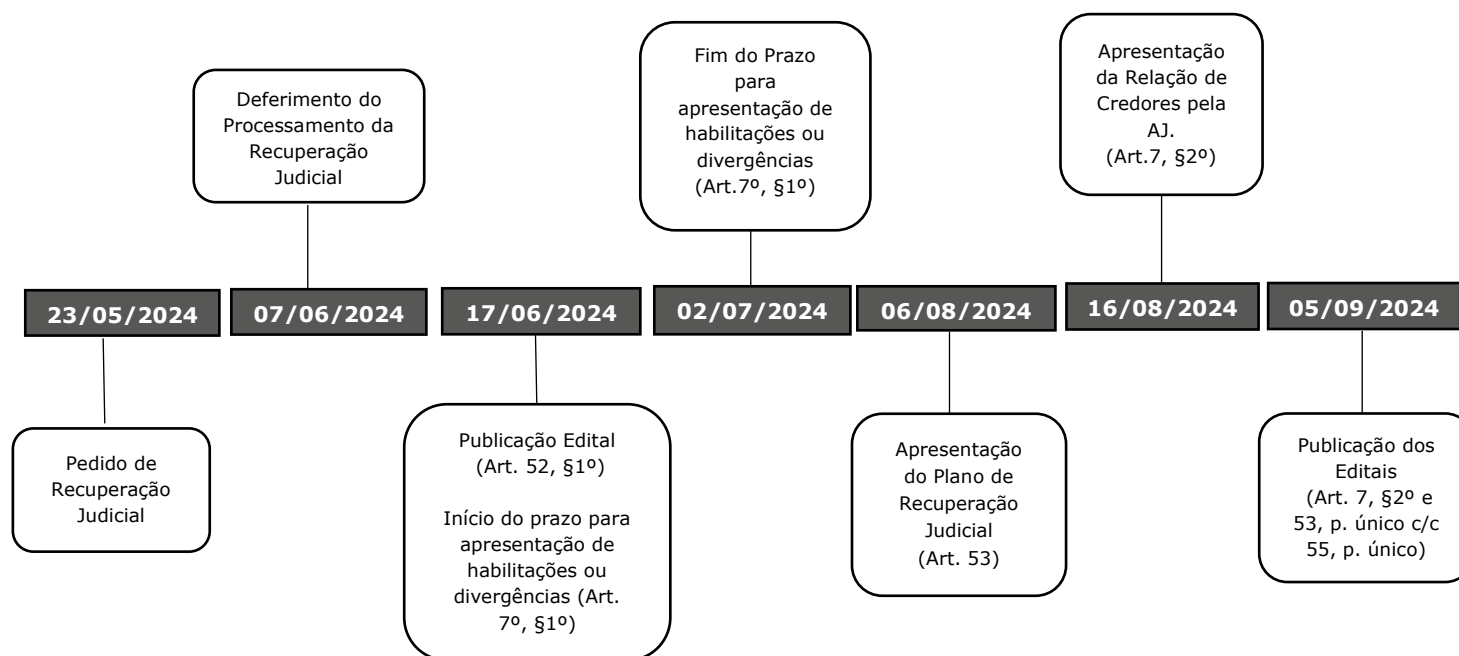 Deferimento do
Processamento da
Recuperação
Judicial
Fim do Prazo
para
apresentação de
habilitações ou
divergências
(Art.7º, §1º)
Apresentação
da Relação de
Credores pela
AJ.
(Art.7, §2º)
23/05/2024
07/06/2024
17/06/2024
02/07/2024
06/08/2024
16/08/2024
05/09/2024
Pedido de
Recuperação
Judicial
Publicação Edital
(Art. 52, §1º)
Início do prazo para
apresentação de
habilitações ou
divergências (Art.
7º, §1º)
Apresentação
do Plano de
Recuperação
Judicial
(Art. 53)
Publicação dos
Editais
(Art. 7, §2º e
53, p. único c/c
55, p. único)